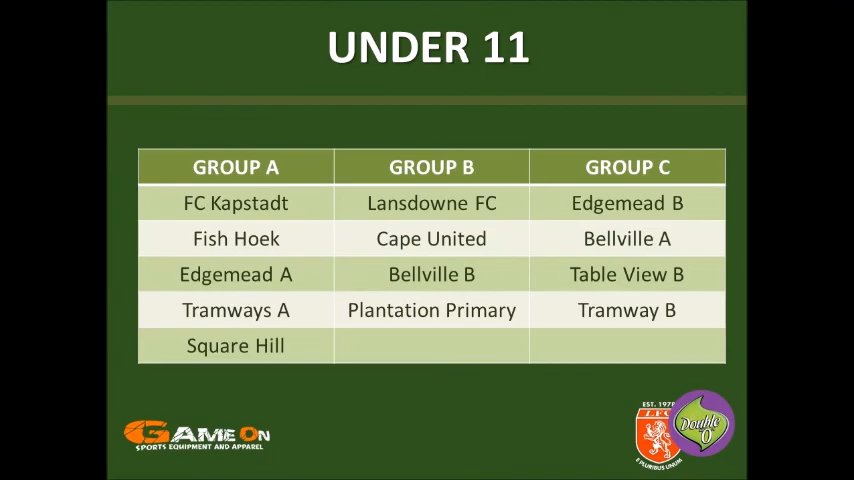 UNDER 11
GROUP A GROUP B GROUP C
FC Kapstadt Lansdowne FC Edgemead B
Fish Hoek Cape United Bellville A
Edgemead A Bellville B Table View B
Tramways A Plantation Primary Tramway B
Square Hill
GAME ON
SPORTS EQUIPMENT AND APPAREL
EST. 1978
LFC
E PLURIBUS UNUM
Double
O